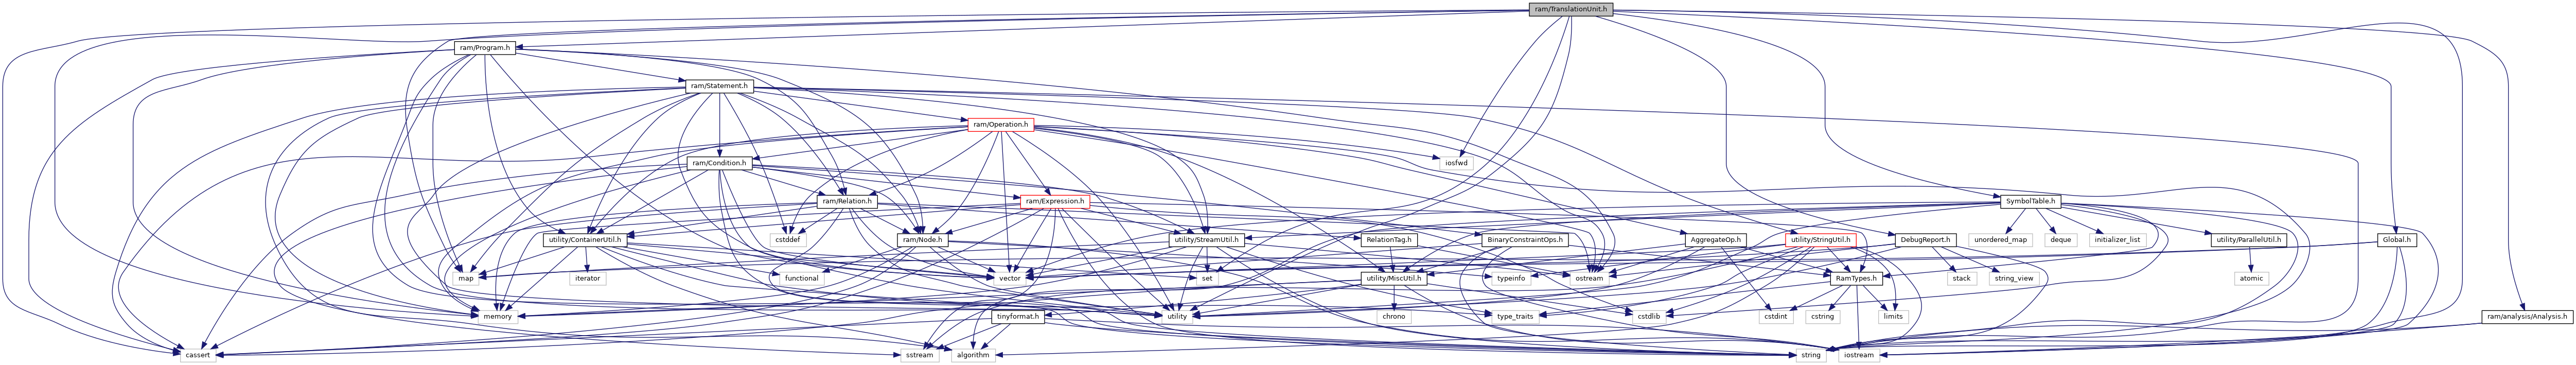 ram/TranslationUnit.h
ram/Program.h
ram/Statement.h
ram/Operation.h
ram/Condition.h
iosfwd
ram/Relation.h
ram/Expression.h
SymbolTable.h
cstddef
ram/Node.h
utility/ContainerUtil.h
utility/StreamUtil.h
RelationTag.h
BinaryConstraintOps.h
AggregateOp.h
utility/StringUtil.h
DebugReport.h
unordered_map
deque
initializer_list
utility/ParallelUtil.h
Global.h
map
iterator
functional
vector
set
utility/MiscUtil.h
typeinfo
ostream
RamTypes.h
stack
string_view
atomic
memory
utility
tinyformat.h
chrono
type_traits
cstdlib
cstdint
cstring
limits
ram/analysis/Analysis.h
cassert
sstream
algorithm
string
iostream